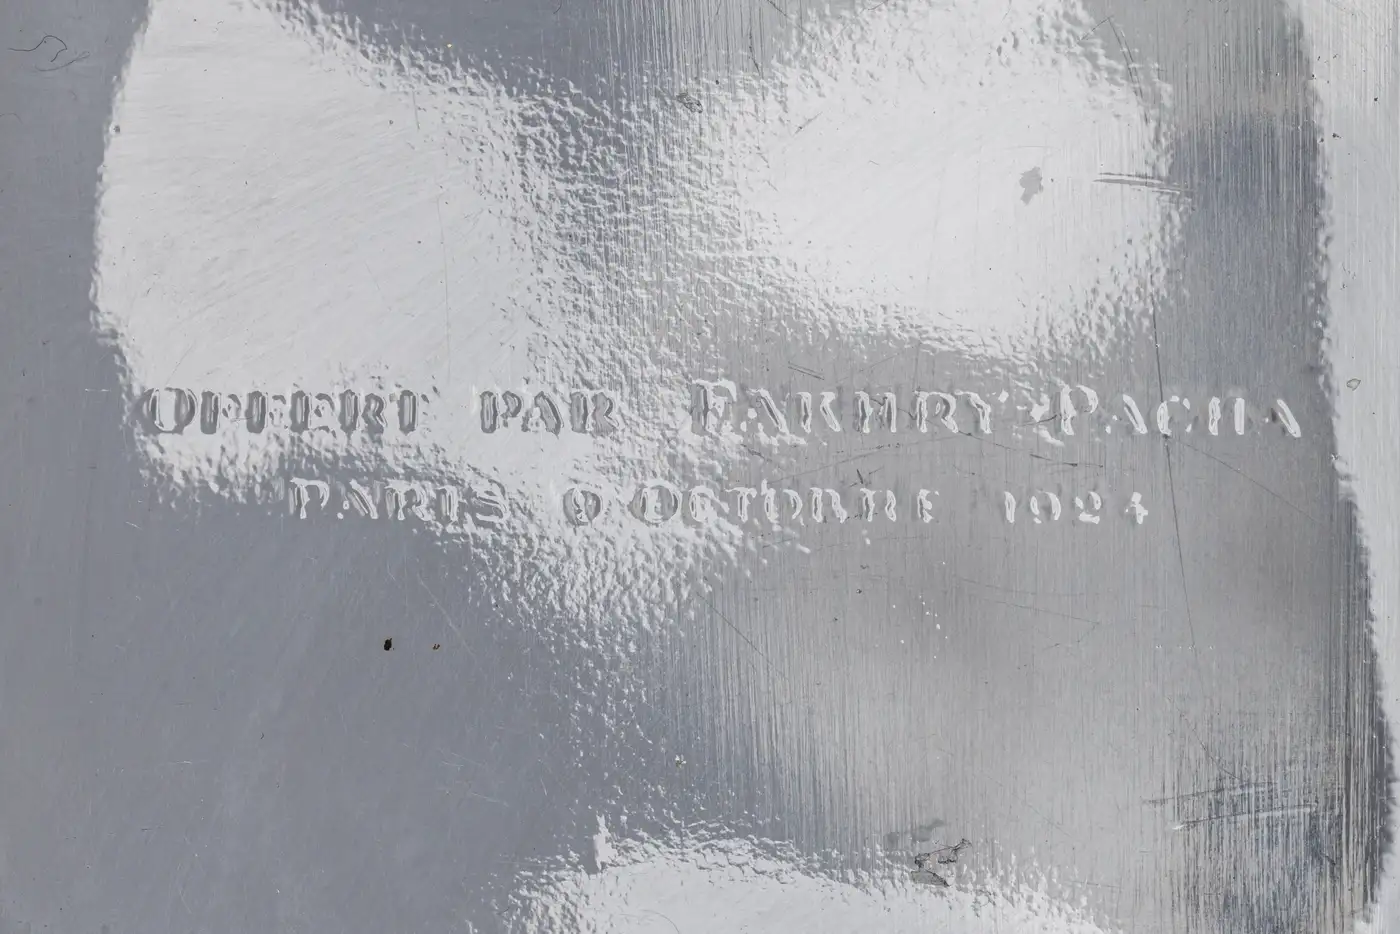 OFFERT PAR FAKHRY-PACHA
PARIS 9 OCTOBRE 1924